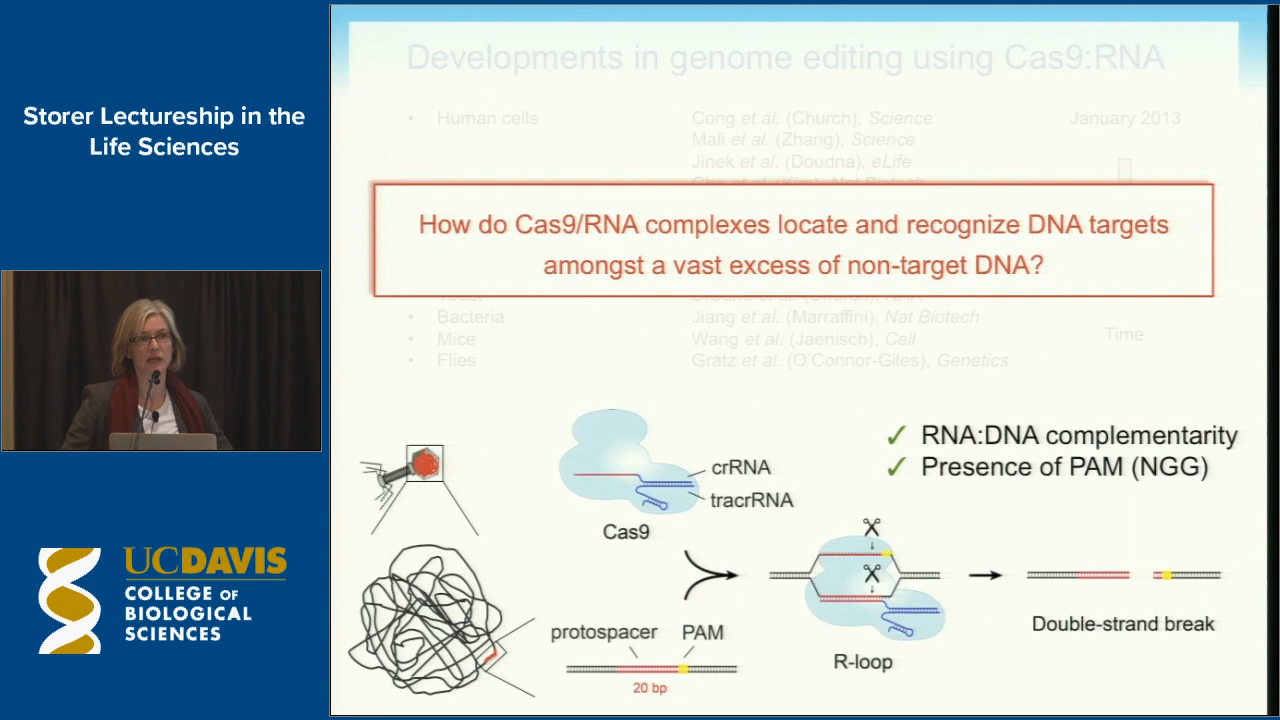 Storer Lectureship in the
Life Sciences
UCDAVIS
COLLEGE OF
BIOLOGICAL
SCIENCES
Developments in genome editing using Cas9:RNA
• Human cells Cong et al. (Church), Science January 2013
Mali et al. (Zhang), Science
Jinek et al. (Doudna), eLife
How do Cas9/RNA complexes locate and recognize DNA targets
amongst a vast excess of non-target DNA?
• Bacteria Jiang et al. (Marraffini), Nat Biotech
• Mice Wang et al. (Jaenisch), Cell Time
• Flies Gratz et al. (O'Connor-Giles), Genetics
✓ RNA:DNA complementarity
✓ Presence of PAM (NGG)
crRNA
tracrRNA
Cas9
protospacer PAM
20 bp
R-loop
Double-strand break